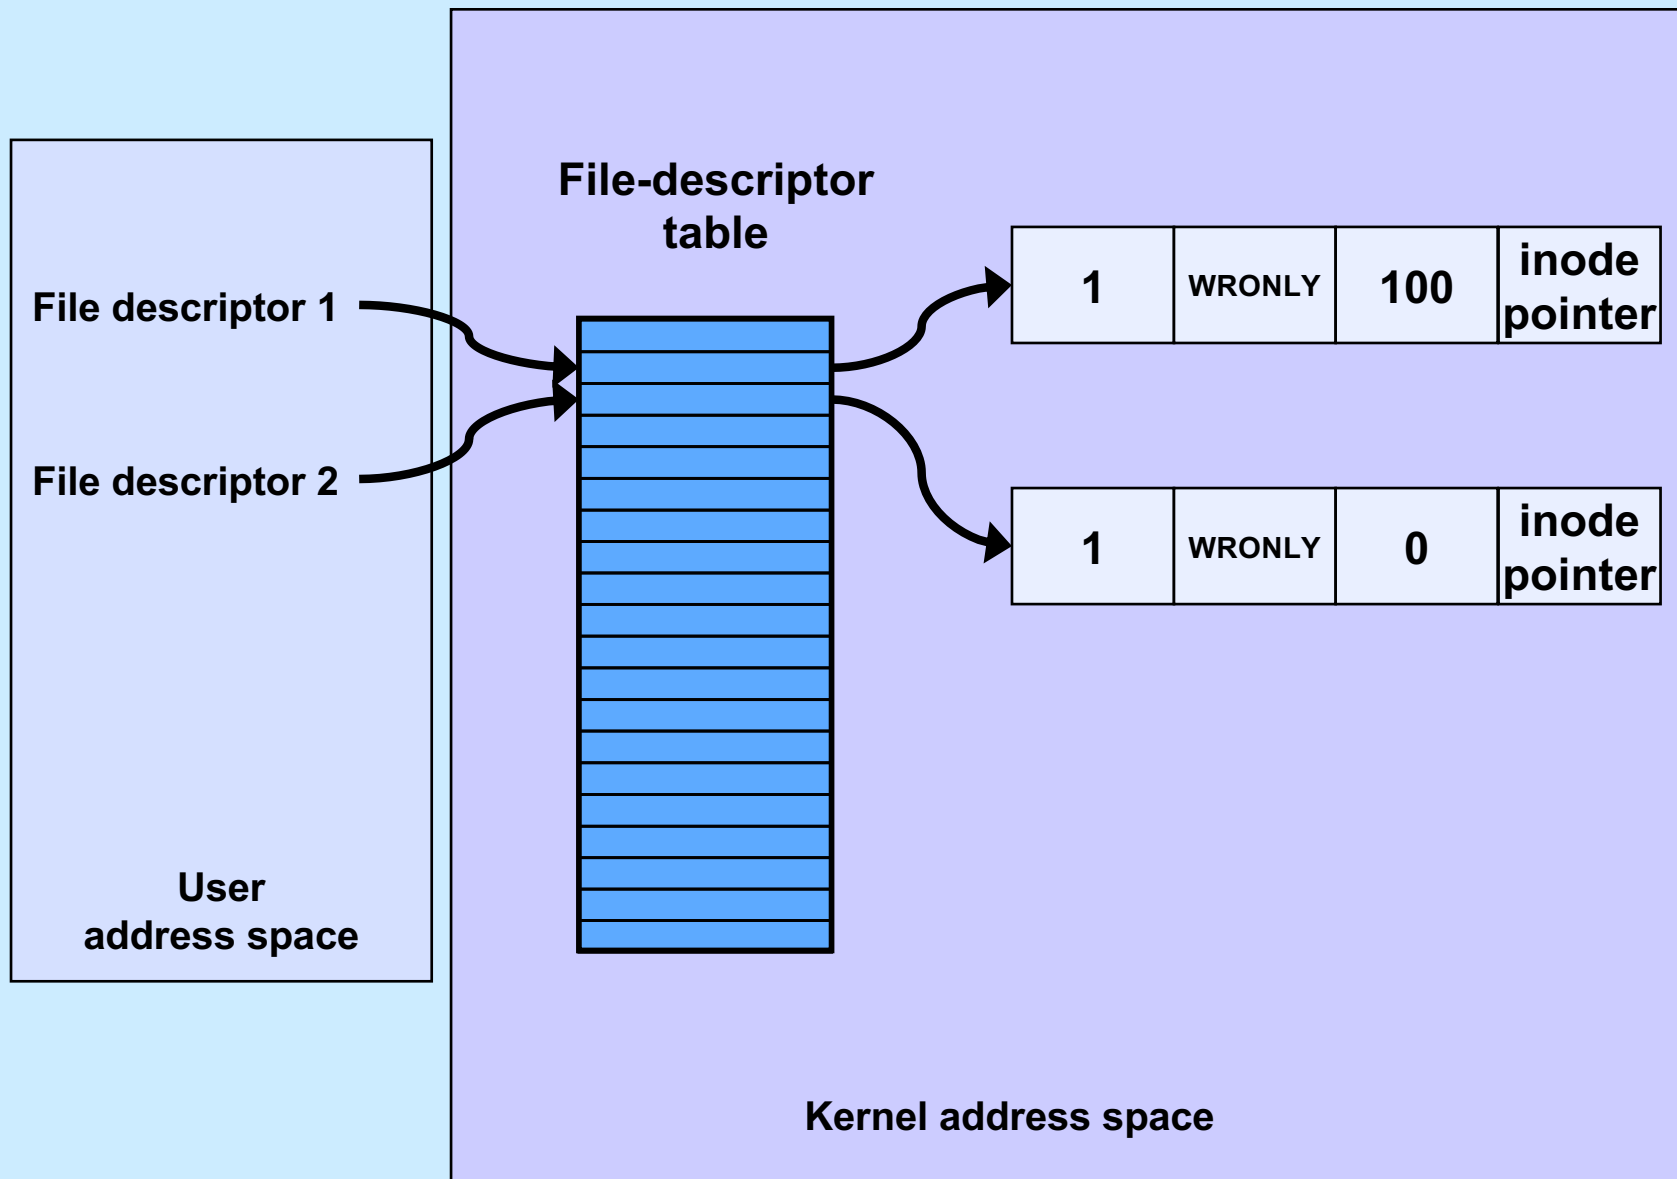 File-descriptor
table
File descriptor 1
File descriptor 2
1
WRONLY
100
inode
pointer
1
WRONLY
0
inode
pointer
User
address space
Kernel address space